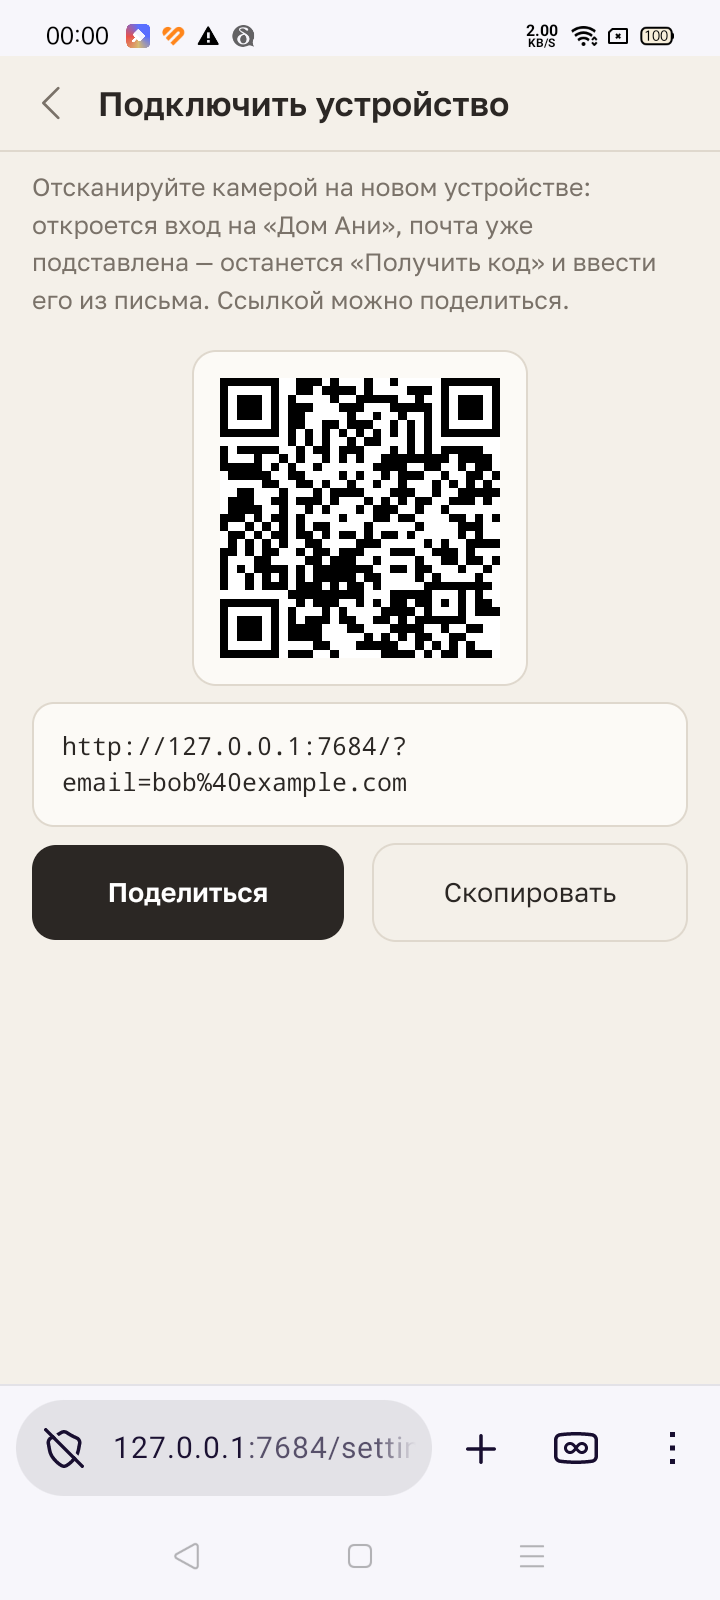 00:00
2.00
KB/S
100
Подключить устройство
Отсканируйте камерой на новом устройстве:
откроется вход на «Дом Ани», почта уже
подставлена — останется «Получить код» и ввести
его из письма. Ссылкой можно поделиться.
http://127.0.0.1:7684/?
email=bob%40example.com
Поделиться
Скопировать
127.0.0.1:7684/settin